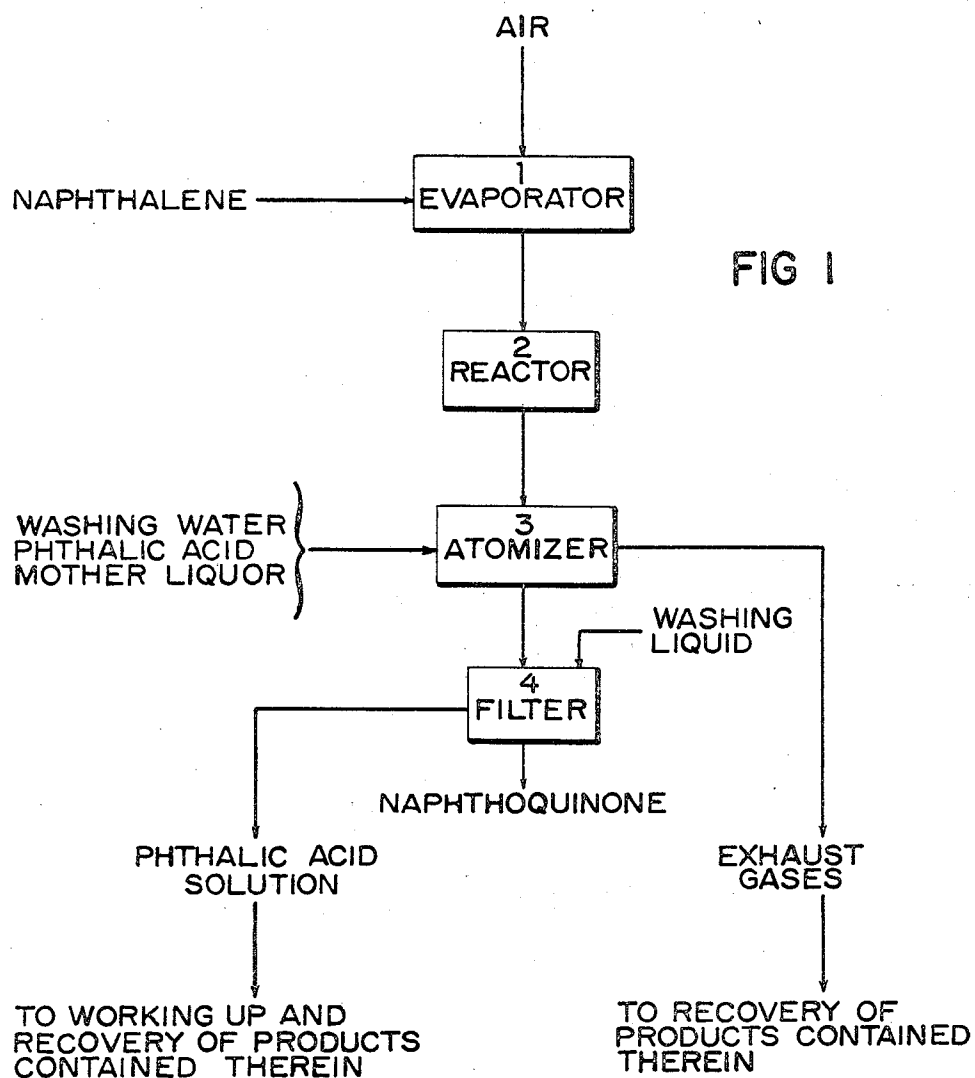 AIR
NAPHTHALENE
1
EVAPORATOR
FIG 1
2
REACTOR
WASHING WATER
PHTHALIC ACID
MOTHER LIQUOR
3
ATOMIZER
WASHING
LIQUID
4
FILTER
NAPHTHOQUINONE
PHTHALIC ACID
SOLUTION
EXHAUST
GASES
TO WORKING UP AND
RECOVERY OF PRODUCTS
CONTAINED THEREIN
TO RECOVERY OF
PRODUCTS CONTAINED
THEREIN